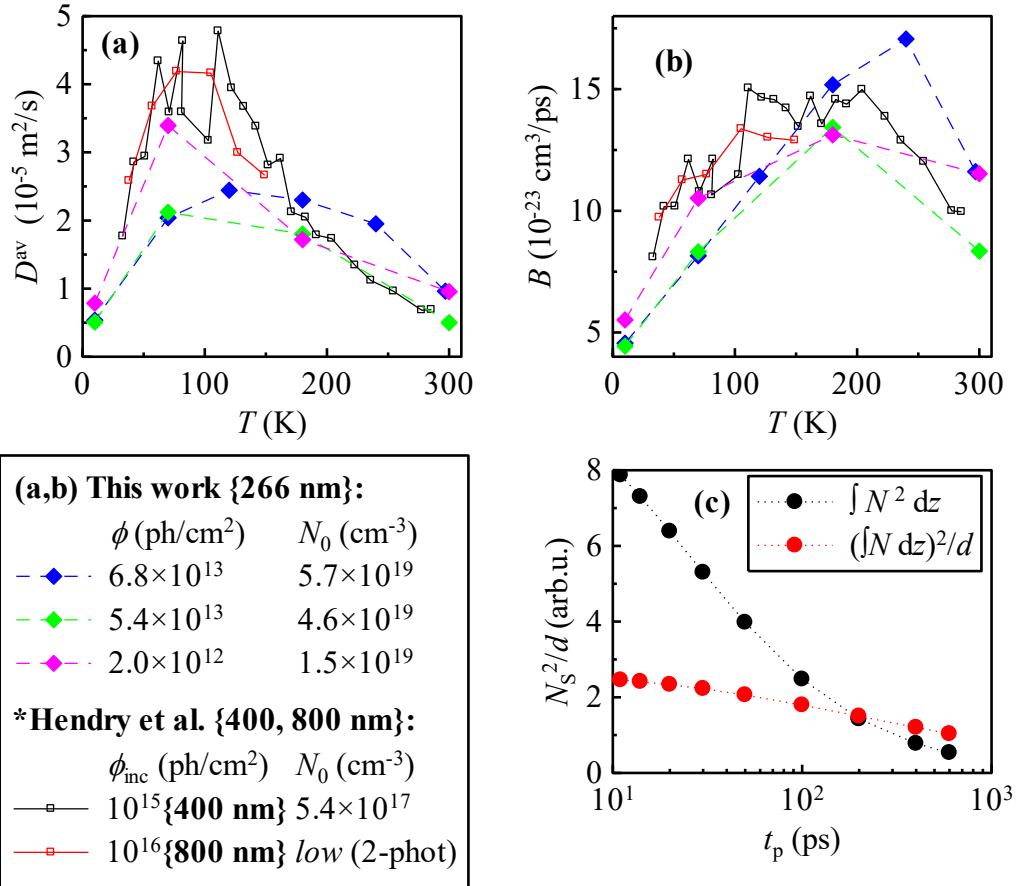 (a)
D^av (10^-5 m^2/s)
5
4
3
2
1
0
0 100 200 300
T (K)
(b)
B (10^-23 cm^3/ps)
15
10
5
0 100 200 300
T (K)
(a,b) This work {266 nm}:
ϕ (ph/cm^2) N_0 (cm^-3)
6.8×10^13 5.7×10^19
5.4×10^13 4.6×10^19
2.0×10^12 1.5×10^19
*Hendry et al. {400, 800 nm}:
ϕ_inc (ph/cm^2) N_0 (cm^-3)
10^15{400 nm} 5.4×10^17
10^16{800 nm} low (2-phot)
(c)
N_S^2/d (arb.u.)
8
6
4
2
0
∫ N^2 dz
(∫N dz)^2/d
10^1 10^2 10^3
t_p (ps)